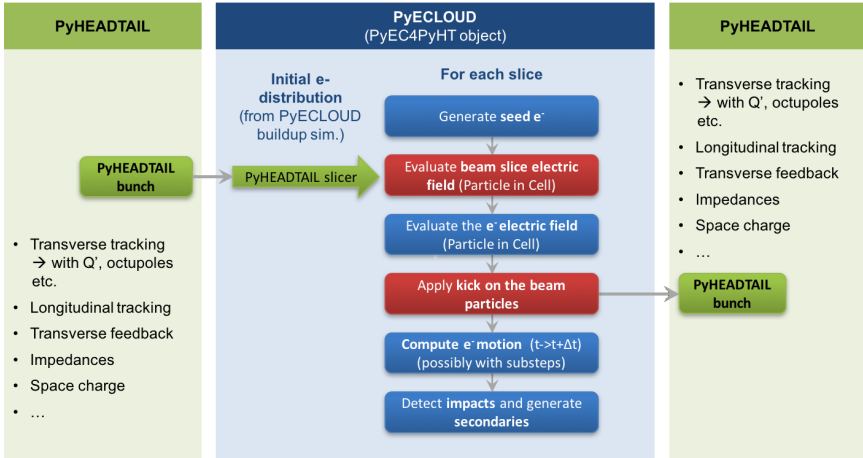 PyHEADTAIL
PyHEADTAIL
bunch
• Transverse tracking
→ with Q’, octupoles
etc.
• Longitudinal tracking
• Transverse feedback
• Impedances
• Space charge
• …
PyECLOUD
(PyEC4PyHT object)
Initial e-
distribution
(from PyECLOUD
buildup sim.)
PyHEADTAIL slicer
For each slice
Generate seed e-
Evaluate beam slice electric
field (Particle in Cell)
Evaluate the e- electric field
(Particle in Cell)
Apply kick on the beam
particles
Compute e- motion (t->t+Δt)
(possibly with substeps)
Detect impacts and generate
secondaries
PyHEADTAIL
• Transverse tracking
→ with Q’, octupoles
etc.
• Longitudinal tracking
• Transverse feedback
• Impedances
• Space charge
• …
PyHEADTAIL
bunch